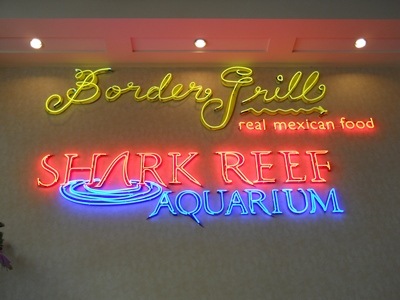 Border Grill
real mexican food
SHARK REEF
AQUARIUM